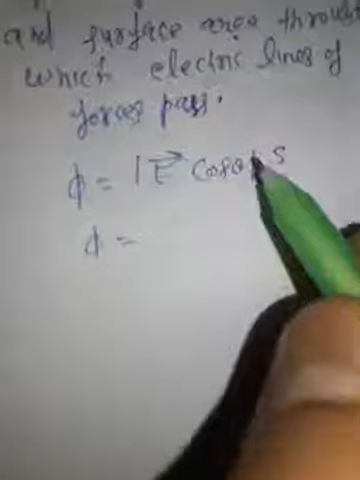 and surface area through
which electric lines of
forces pass.
ϕ = |E⃗ cosθ| S
ϕ =